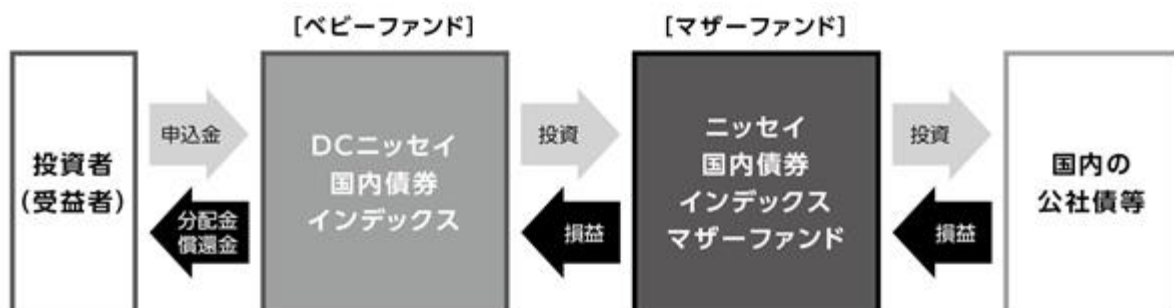 [ベビーファンド]
[マザーファンド]
投資者
(受益者)
申込金
分配金
償還金
DCニッセイ
国内債券
インデックス
投資
損益
ニッセイ
国内債券
インデックス
マザーファンド
投資
損益
国内の
公社債等